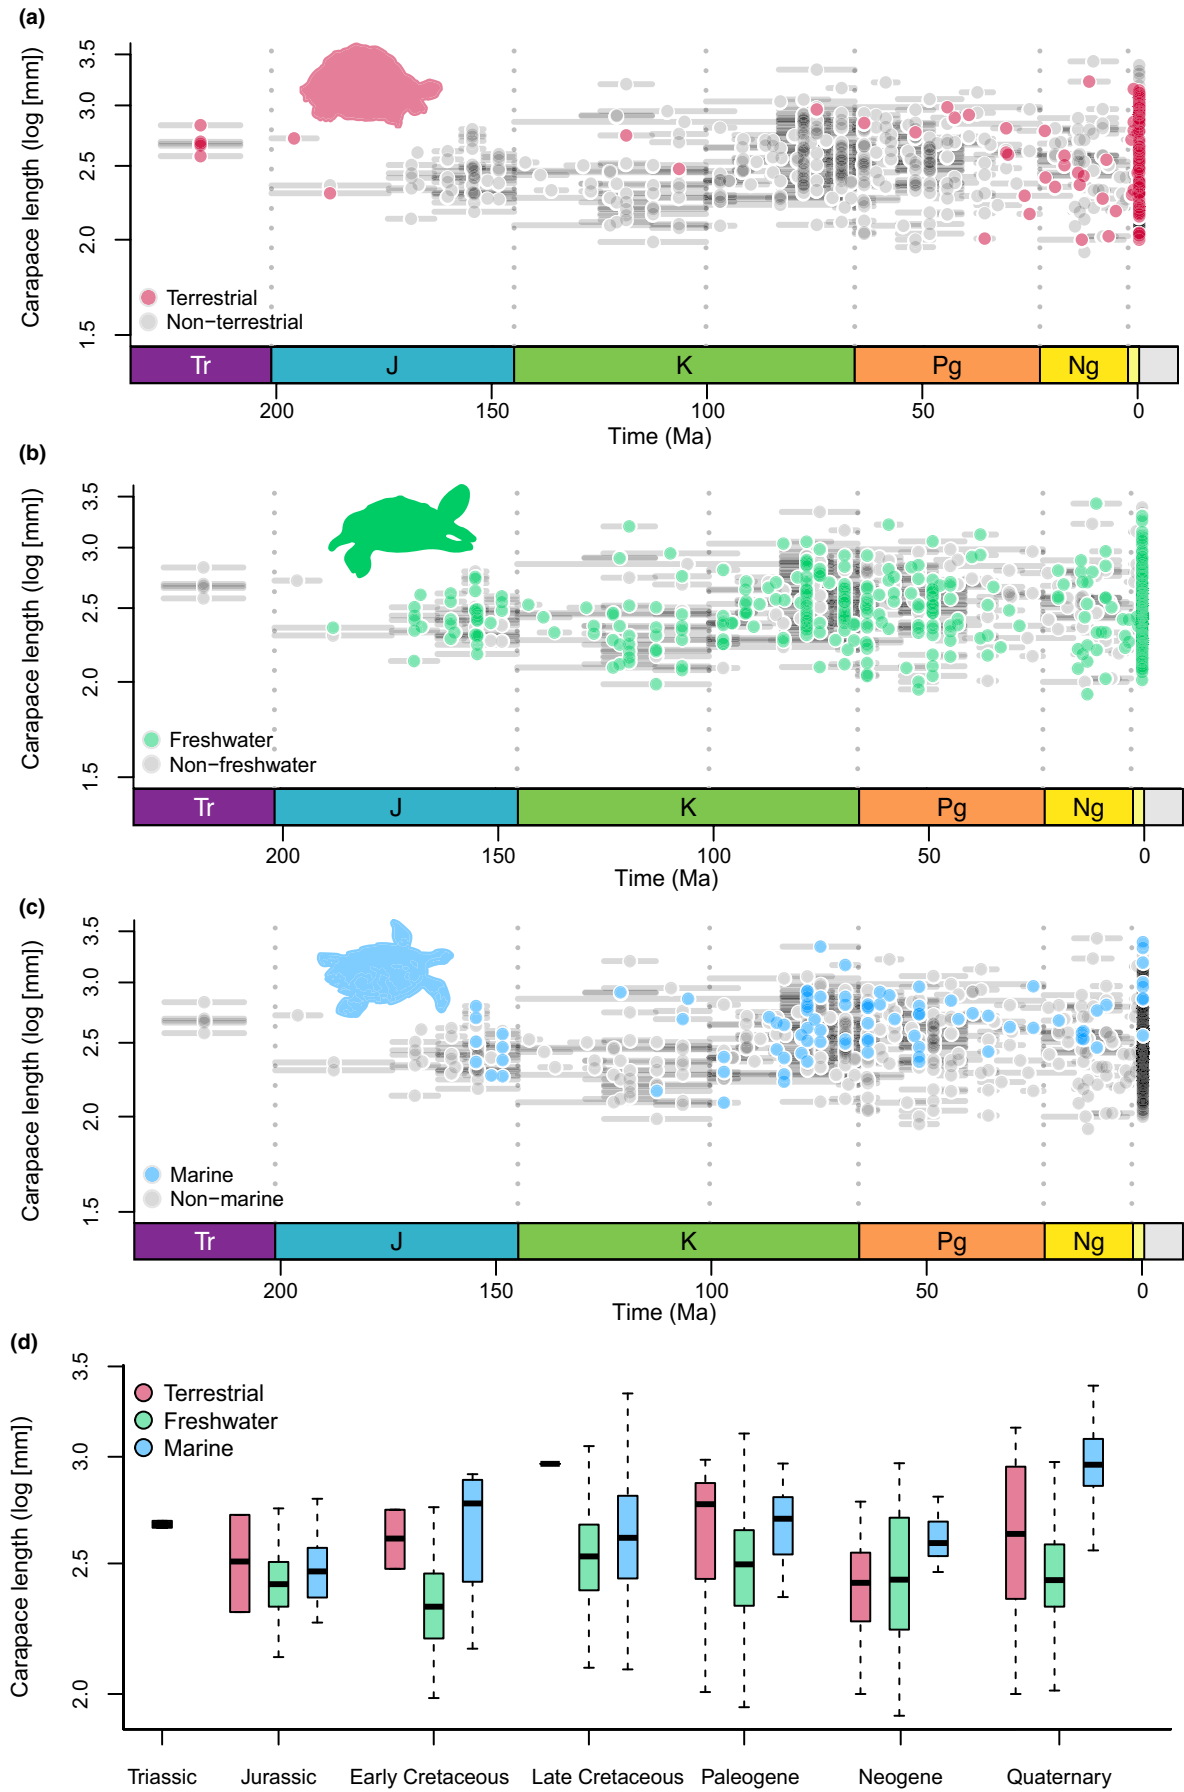 (a)
Carapace length (log [mm])
3.5
3.0
2.5
2.0
1.5
Terrestrial
Non−terrestrial
Tr J K Pg Ng
200 150 100 50 0
Time (Ma)
(b)
Carapace length (log [mm])
3.5
3.0
2.5
2.0
1.5
Freshwater
Non−freshwater
Tr J K Pg Ng
200 150 100 50 0
Time (Ma)
(c)
Carapace length (log [mm])
3.5
3.0
2.5
2.0
1.5
Marine
Non−marine
Tr J K Pg Ng
200 150 100 50 0
Time (Ma)
(d)
Carapace length (log [mm])
3.5
3.0
2.5
2.0
Terrestrial
Freshwater
Marine
Triassic Jurassic Early Cretaceous Late Cretaceous Paleogene Neogene Quaternary